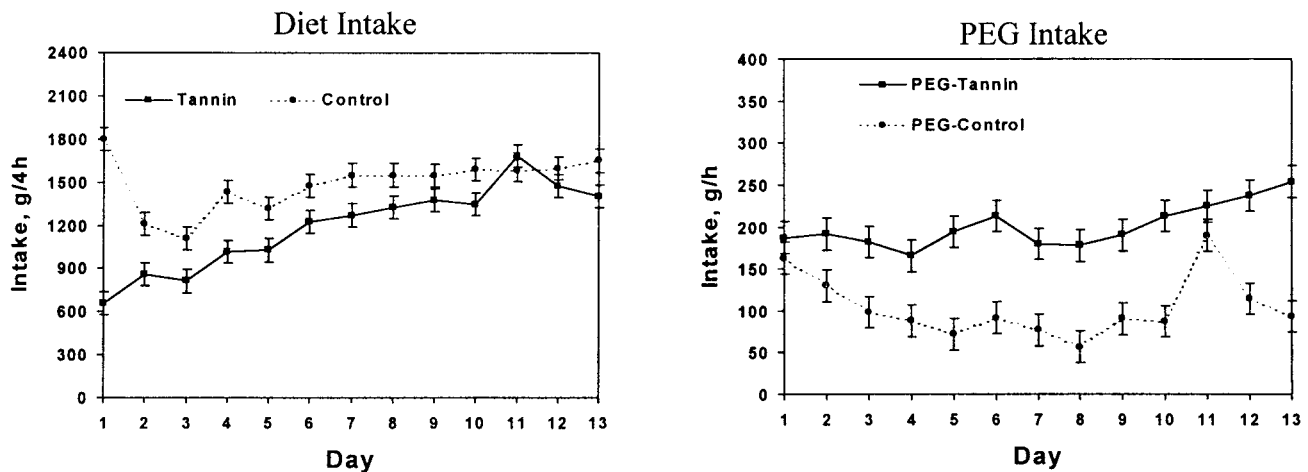 Diet Intake
2400
2100
1800
1500
1200
900
600
300
0
Intake, g/4h
Tannin Control
1 2 3 4 5 6 7 8 9 10 11 12 13
Day
PEG Intake
400
350
300
250
200
150
100
50
0
Intake, g/h
PEG-Tannin
PEG-Control
1 2 3 4 5 6 7 8 9 10 11 12 13
Day